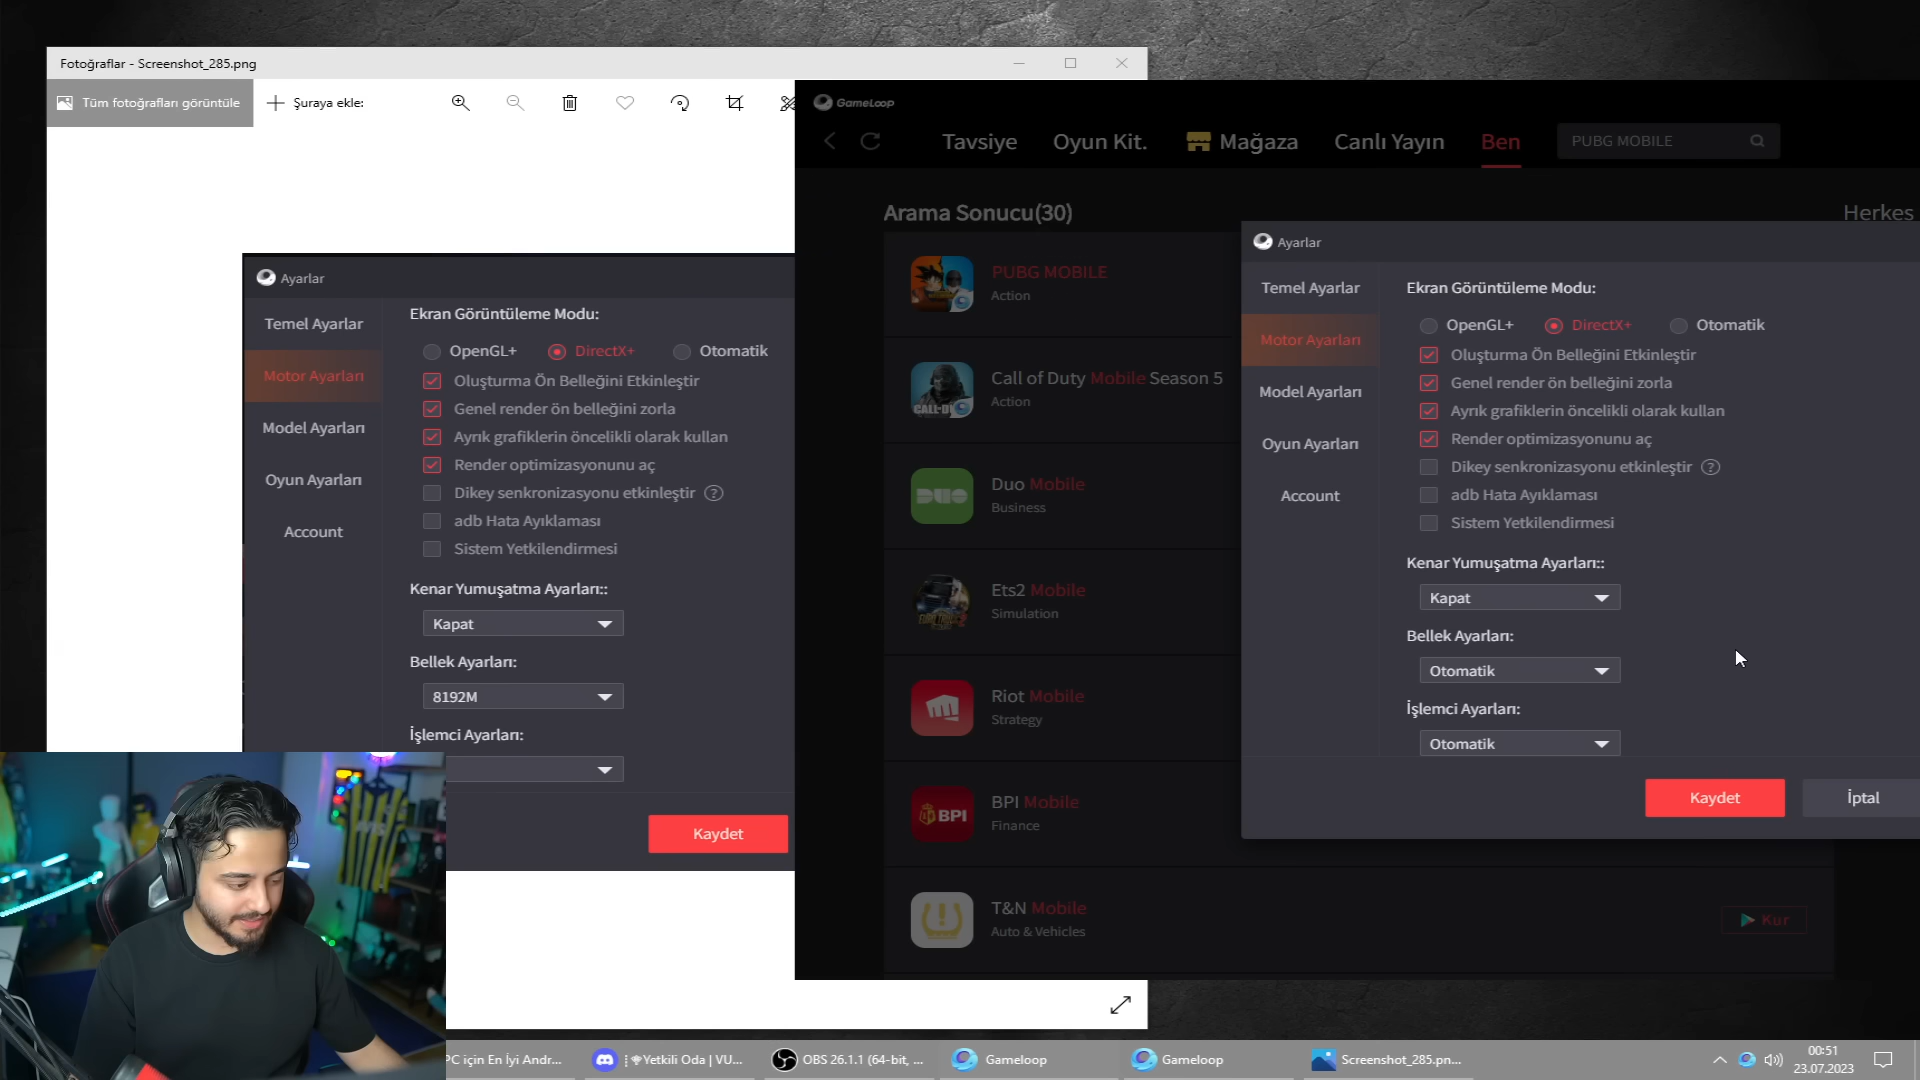 Fotoğraflar - Screenshot_285.png
Tüm fotoğrafları görüntüle
Şuraya ekle:
Ayarlar
Temel Ayarlar
Motor Ayarları
Model Ayarları
Oyun Ayarları
Account
Ekran Görüntüleme Modu:
OpenGL+ DirectX+ Otomatik
Oluşturma Ön Belleğini Etkinleştir
Genel render ön belleğini zorla
Ayrık grafiklerin öncelikli olarak kullan
Render optimizasyonunu aç
Dikey senkronizasyonu etkinleştir ?
adb Hata Ayıklaması
Sistem Yetkilendirmesi
Kenar Yumuşatma Ayarları::
Kapat
Bellek Ayarları:
8192M
İşlemci Ayarları:
Kaydet
GameLoop
Tavsiye Oyun Kit. Mağaza Canlı Yayın Ben
PUBG MOBILE
Arama Sonucu(30)
Herkes
PUBG MOBILE
Action
CALL·DU
Call of Duty Mobile Season 5
Action
DUO
Duo Mobile
Business
Ets2 Mobile
Simulation
Riot Mobile
Strategy
BPI
BPI Mobile
Finance
T&N Mobile
Auto & Vehicles
Kur
Ayarlar
Temel Ayarlar
Motor Ayarları
Model Ayarları
Oyun Ayarları
Account
Ekran Görüntüleme Modu:
OpenGL+ DirectX+ Otomatik
Oluşturma Ön Belleğini Etkinleştir
Genel render ön belleğini zorla
Ayrık grafiklerin öncelikli olarak kullan
Render optimizasyonunu aç
Dikey senkronizasyonu etkinleştir ?
adb Hata Ayıklaması
Sistem Yetkilendirmesi
Kenar Yumuşatma Ayarları::
Kapat
Bellek Ayarları:
Otomatik
İşlemci Ayarları:
Otomatik
Kaydet
İptal
PC için En İyi Andr...
Yetkili Oda | VU...
OBS 26.1.1 (64-bit, ...
Gameloop
Gameloop
Screenshot_285.pn...
00:51
23.07.2023